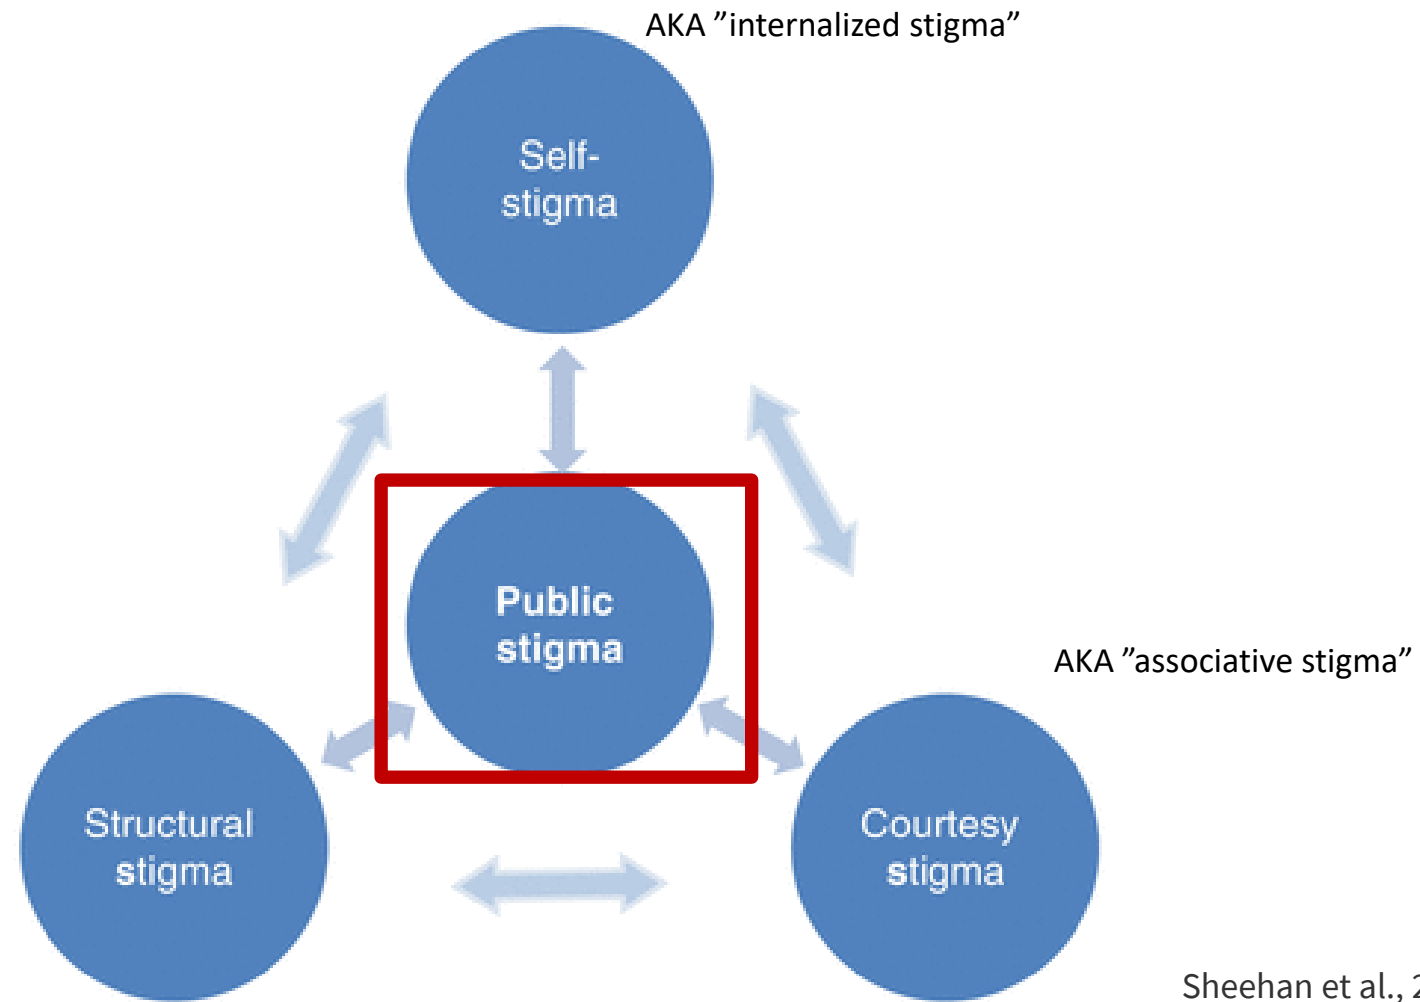 AKA ”internalized stigma”
Self-
stigma
Public
stigma
AKA ”associative stigma”
Structural
stigma
Courtesy
stigma
Sheehan et al.,